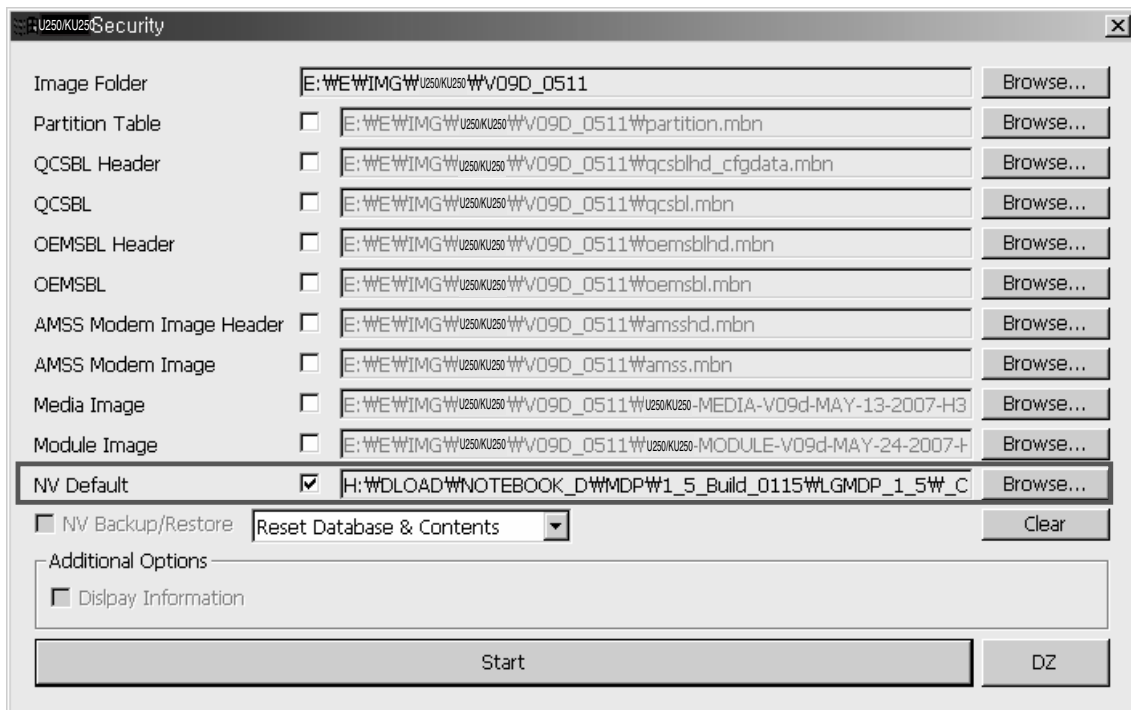 U250/KU250 Security
Image Folder E:₩E₩IMG₩U250/KU250₩V09D_0511 Browse...
Partition Table E:₩E₩IMG₩U250/KU250₩V09D_0511₩partition.mbn Browse...
QCSBL Header E:₩E₩IMG₩U250/KU250₩V09D_0511₩qcsblhd_cfgdata.mbn Browse...
QCSBL E:₩E₩IMG₩U250/KU250₩V09D_0511₩qcsbl.mbn Browse...
OEMSBL Header E:₩E₩IMG₩U250/KU250₩V09D_0511₩oemsblhd.mbn Browse...
OEMSBL E:₩E₩IMG₩U250/KU250₩V09D_0511₩oemsbl.mbn Browse...
AMSS Modem Image Header E:₩E₩IMG₩U250/KU250₩V09D_0511₩amsshd.mbn Browse...
AMSS Modem Image E:₩E₩IMG₩U250/KU250₩V09D_0511₩amss.mbn Browse...
Media Image E:₩E₩IMG₩U250/KU250₩V09D_0511₩U250/KU250-MEDIA-V09d-MAY-13-2007-H3 Browse...
Module Image E:₩E₩IMG₩U250/KU250₩V09D_0511₩U250/KU250-MODULE-V09d-MAY-24-2007-H Browse...
NV Default H:₩DLOAD₩NOTEBOOK_D₩MDP₩1_5_Build_0115₩LGMDP_1_5₩_C Browse...
NV Backup/Restore Reset Database & Contents Clear
Additional Options
Dislpay Information
Start DZ